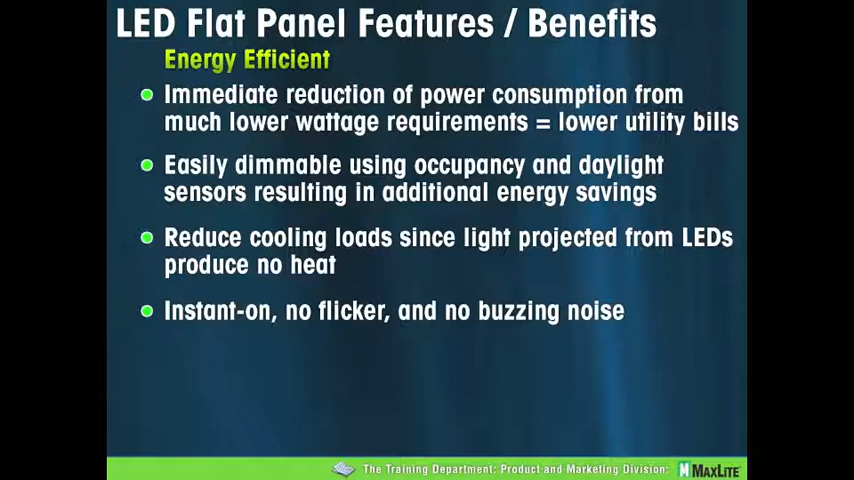 LED Flat Panel Features / Benefits
Energy Efficient
Immediate reduction of power consumption from
much lower wattage requirements = lower utility bills
Easily dimmable using occupancy and daylight
sensors resulting in additional energy savings
Reduce cooling loads since light projected from LEDs
produce no heat
Instant-on, no flicker, and no buzzing noise
The Training Department: Product and Marketing Division: MAXLITE